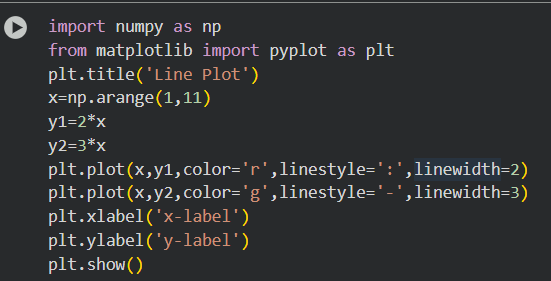 import numpy as np
from matplotlib import pyplot as plt
plt.title('Line Plot')
x=np.arange(1,11)
y1=2*x
y2=3*x
plt.plot(x,y1,color='r',linestyle=':',linewidth=2)
plt.plot(x,y2,color='g',linestyle='-',linewidth=3)
plt.xlabel('x-label')
plt.ylabel('y-label')
plt.show()